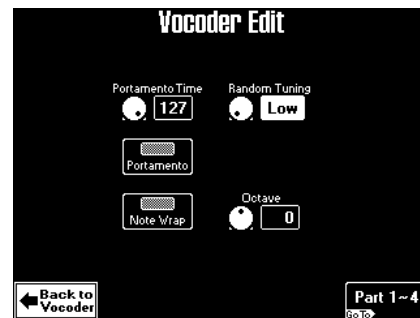 Vocoder Edit
Portamento Time Random Tuning
127 Low
Portamento
Note Wrap
Octave
0
Back to
Vocoder
Part 1~4
Go To